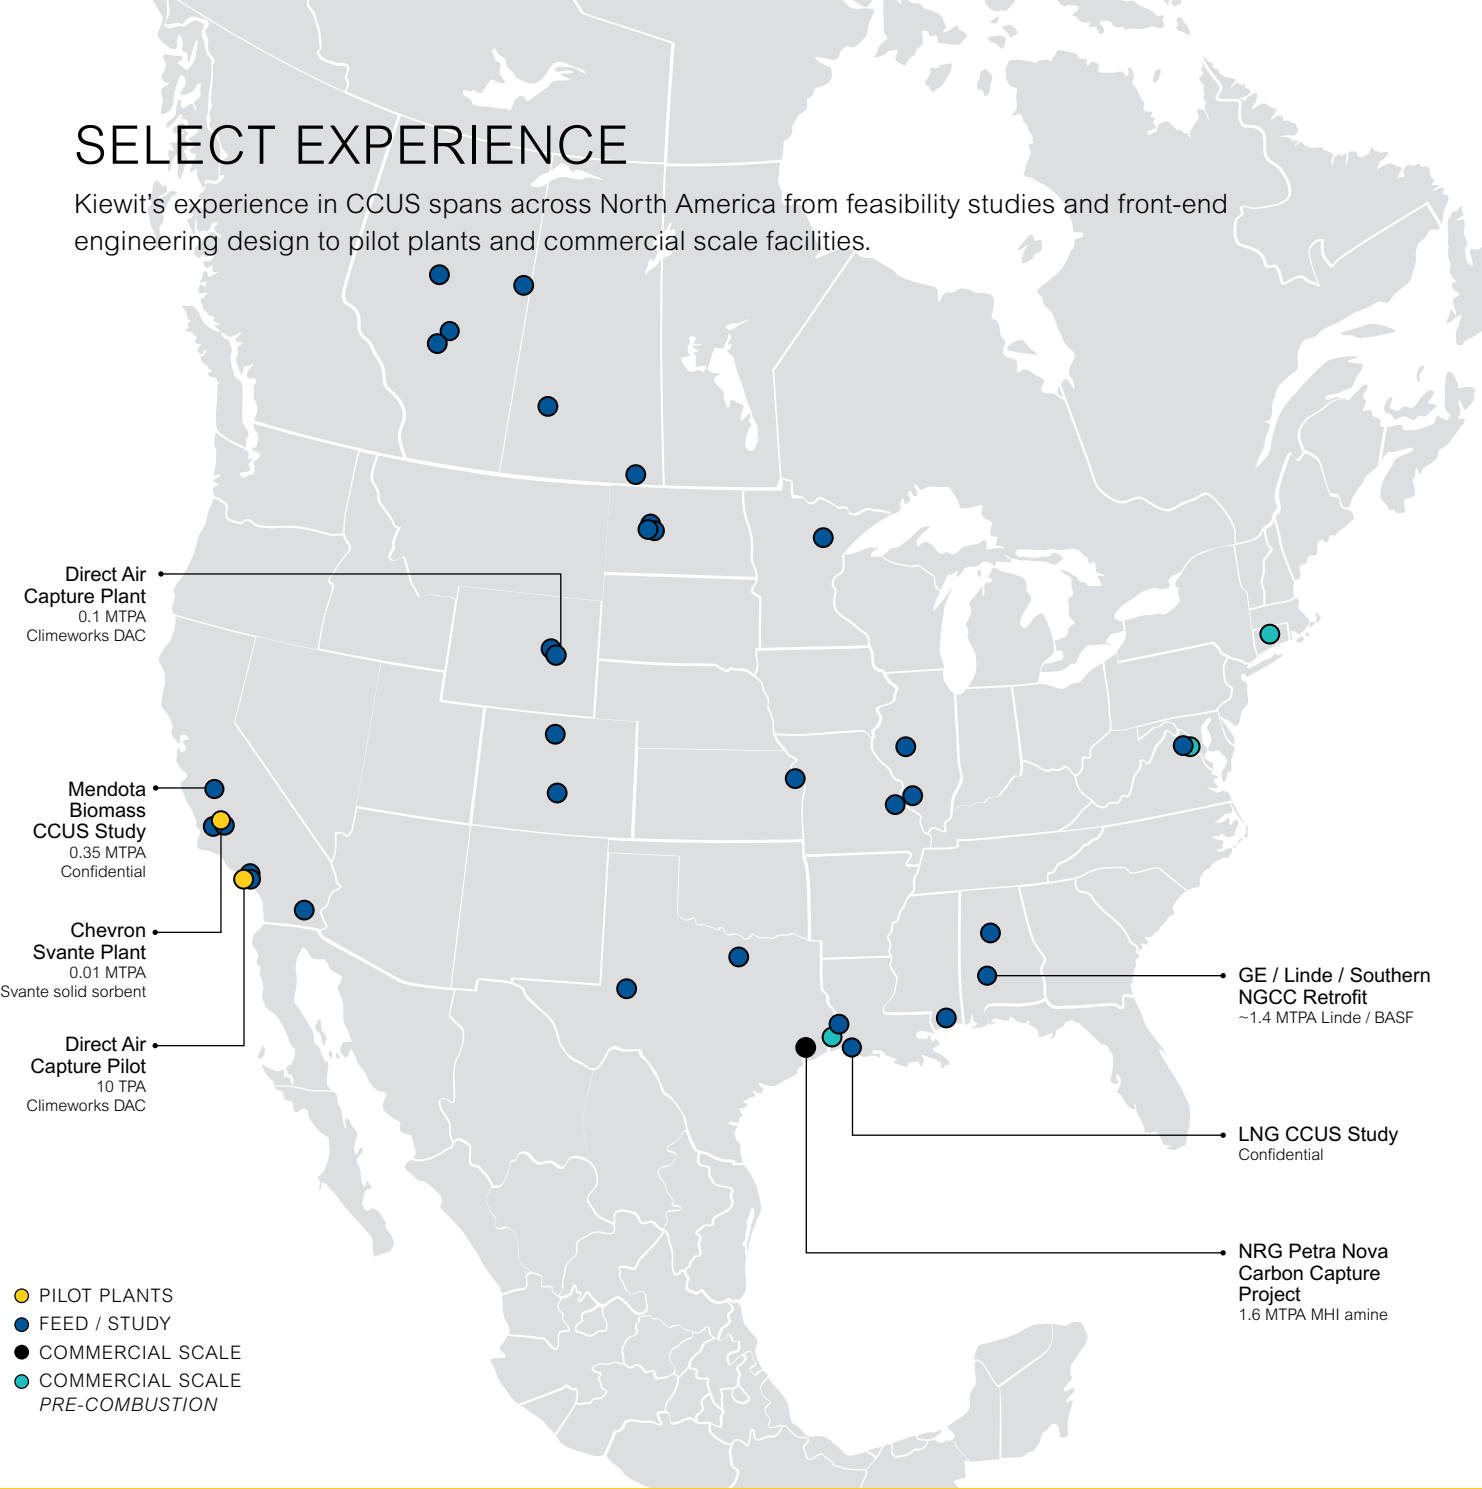 SELECT EXPERIENCE
Kiewit's experience in CCUS spans across North America from feasibility studies and front-end
engineering design to pilot plants and commercial scale facilities.
Direct Air
Capture Plant
0.1 MTPA
Climeworks DAC
Mendota
Biomass
CCUS Study
0.35 MTPA
Confidential
Chevron
Svante Plant
0.01 MTPA
Svante solid sorbent
Direct Air
Capture Pilot
10 TPA
Climeworks DAC
GE / Linde / Southern
NGCC Retrofit
~1.4 MTPA Linde / BASF
LNG CCUS Study
Confidential
NRG Petra Nova
Carbon Capture
Project
1.6 MTPA MHI amine
PILOT PLANTS
FEED / STUDY
COMMERCIAL SCALE
COMMERCIAL SCALE
PRE-COMBUSTION